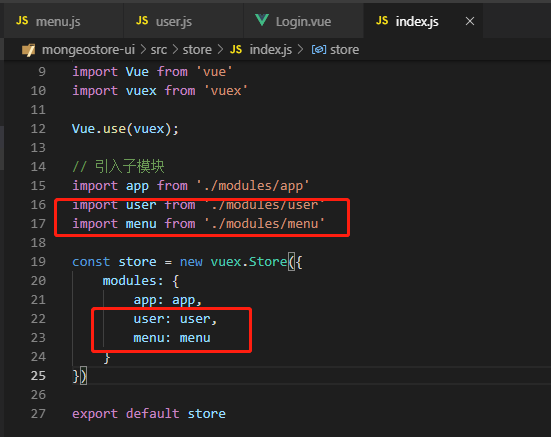 JS menu.js JS user.js Login.vue JS index.js ×
mongeostore-ui > src > store > JS index.js > store
9 import Vue from 'vue'
10 import vuex from 'vuex'
11
12 Vue.use(vuex);
13
14 // 引入子模块
15 import app from './modules/app'
16 import user from './modules/user'
17 import menu from './modules/menu'
18
19 const store = new vuex.Store({
20 modules: {
21 app: app,
22 user: user,
23 menu: menu
24 }
25 })
26
27 export default store